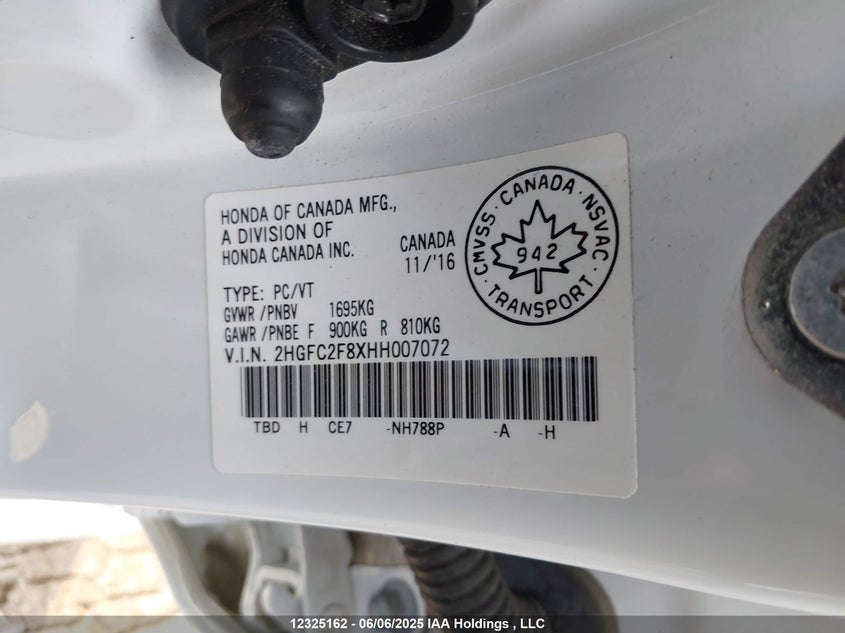 HONDA OF CANADA MFG.,
A DIVISION OF
HONDA CANADA INC.
CANADA
11/'16
CMVSS · CANADA · NSVAC · TRANSPORT ·
942
TYPE: PC/VT
GVWR /PNBV 1695KG
GAWR /PNBE F 900KG R 810KG
V.I.N. 2HGFC2F8XHH007072
TBD H CE7 -NH788P -A -H
12325162 - 06/06/2025 IAA Holdings , LLC